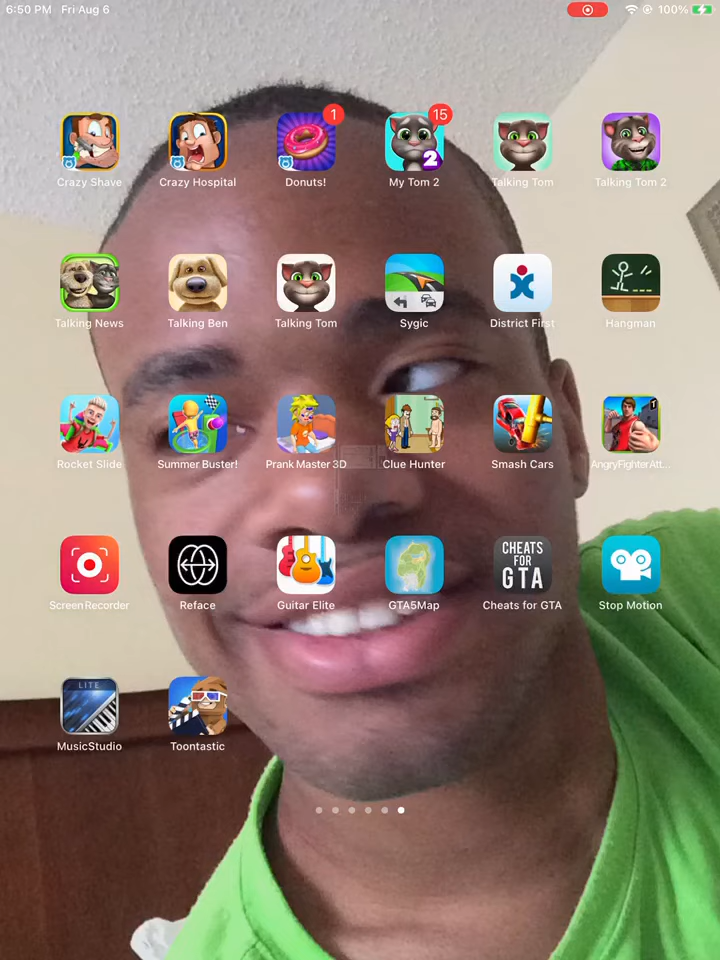 6:50 PM Fri Aug 6 100%
1 15
2
Crazy Shave Crazy Hospital Donuts! My Tom 2 Talking Tom Talking Tom 2
Talking News Talking Ben Talking Tom Sygic District First Hangman
Rocket Slide Summer Buster! Prank Master 3D Clue Hunter Smash Cars AngryFighterAtt...
CHEATS
FOR
GTA
Screen Recorder Reface Guitar Elite GTA5Map Cheats for GTA Stop Motion
LITE
MusicStudio Toontastic